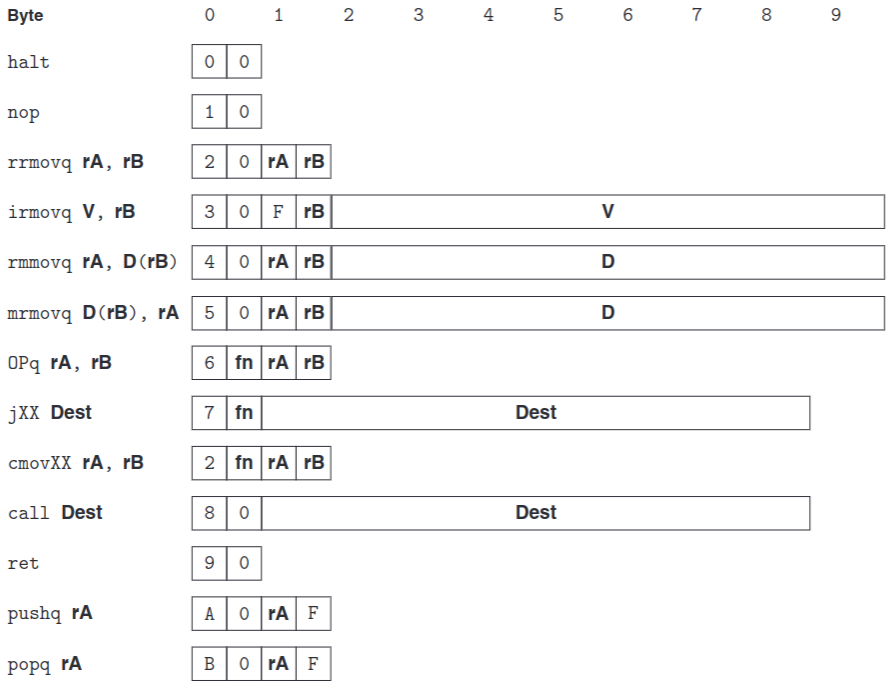 Byte 0 1 2 3 4 5 6 7 8 9
halt 0 0
nop 1 0
rrmovq rA, rB 2 0 rA rB
irmovq V, rB 3 0 F rB V
rmmovq rA, D(rB) 4 0 rA rB D
mrmovq D(rB), rA 5 0 rA rB D
OPq rA, rB 6 fn rA rB
jXX Dest 7 fn Dest
cmovXX rA, rB 2 fn rA rB
call Dest 8 0 Dest
ret 9 0
pushq rA A 0 rA F
popq rA B 0 rA F